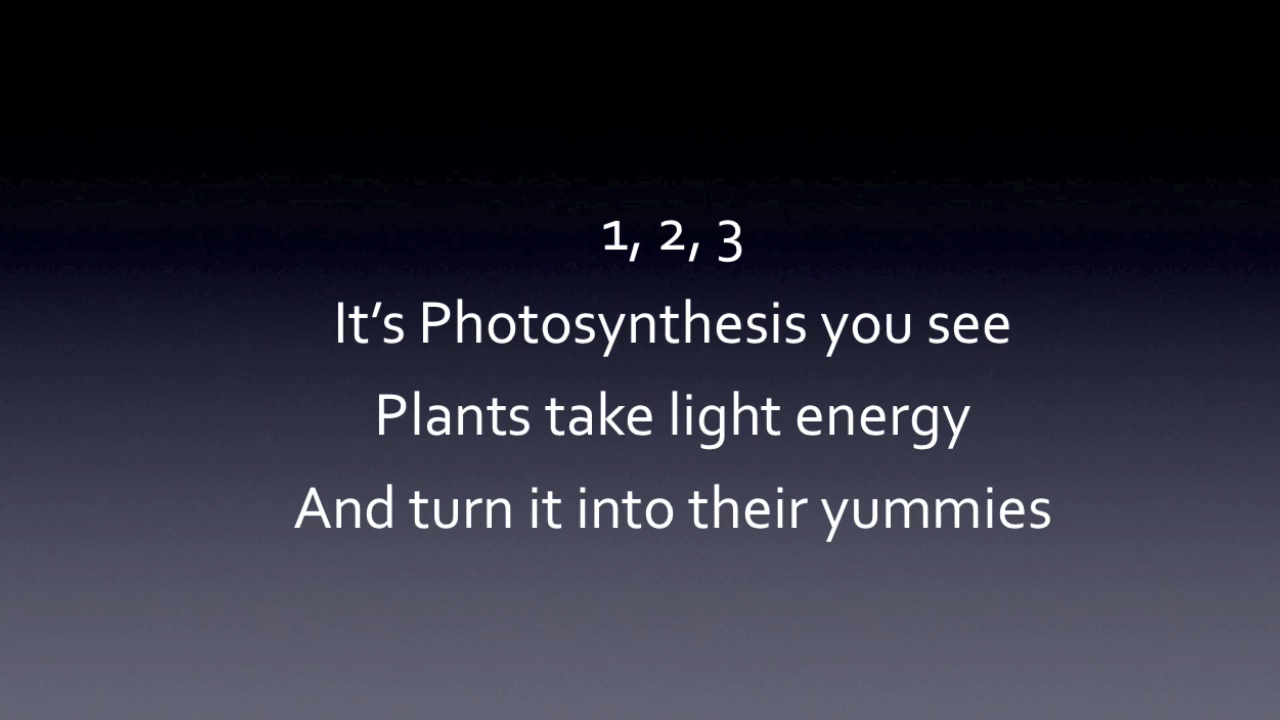 1, 2, 3
It’s Photosynthesis you see
Plants take light energy
And turn it into their yummies